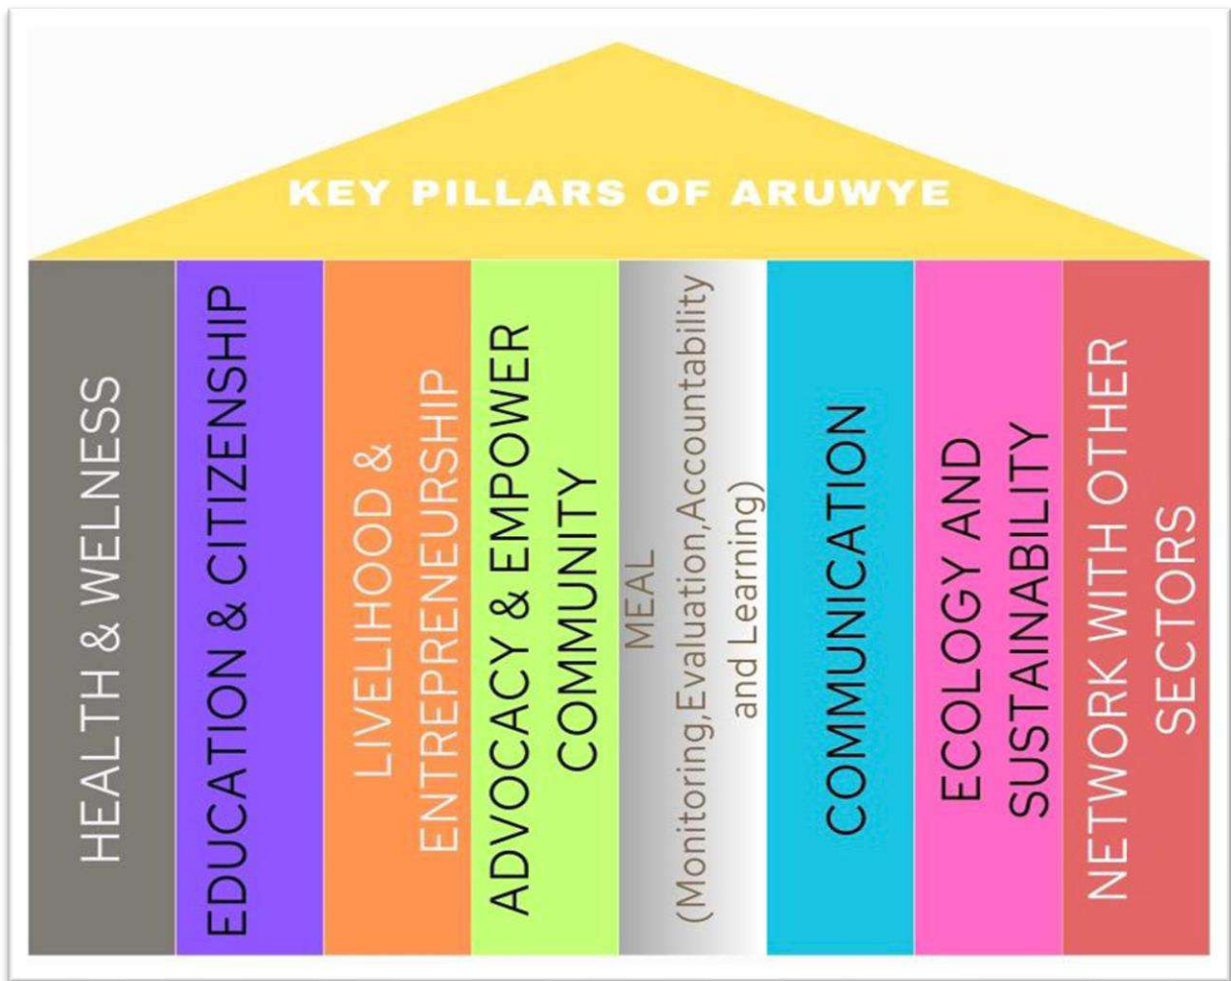 KEY PILLARS OF ARUWYE
HEALTH & WELNESS
EDUCATION & CITIZENSHIP
LIVELIHOOD &
ENTREPRENEURSHIP
ADVOCACY & EMPOWER
COMMUNITY
MEAL
(Monitoring,Evaluation,Accountability
and Learning)
COMMUNICATION
ECOLOGY AND
SUSTAINABILITY
NETWORK WITH OTHER
SECTORS